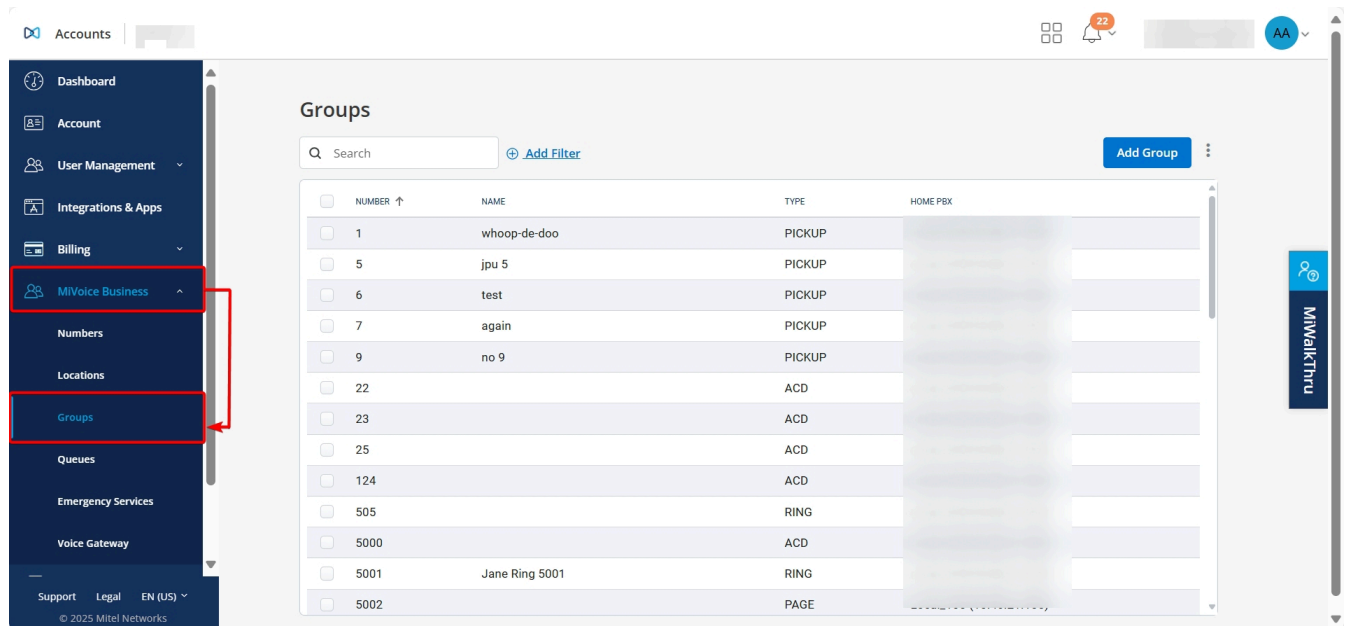 Accounts
22
AA
Dashboard
Account
User Management
Integrations & Apps
Billing
MiVoice Business
Numbers
Locations
Groups
Queues
Emergency Services
Voice Gateway
Support Legal EN (US)
© 2025 Mitel Networks
Groups
Search Add Filter Add Group
NUMBER NAME TYPE HOME PBX
1 whoop-de-doo PICKUP
5 jpu 5 PICKUP
6 test PICKUP
7 again PICKUP
9 no 9 PICKUP
22 ACD
23 ACD
25 ACD
124 ACD
505 RING
5000 ACD
5001 Jane Ring 5001 RING
5002 PAGE
MiWalkThru